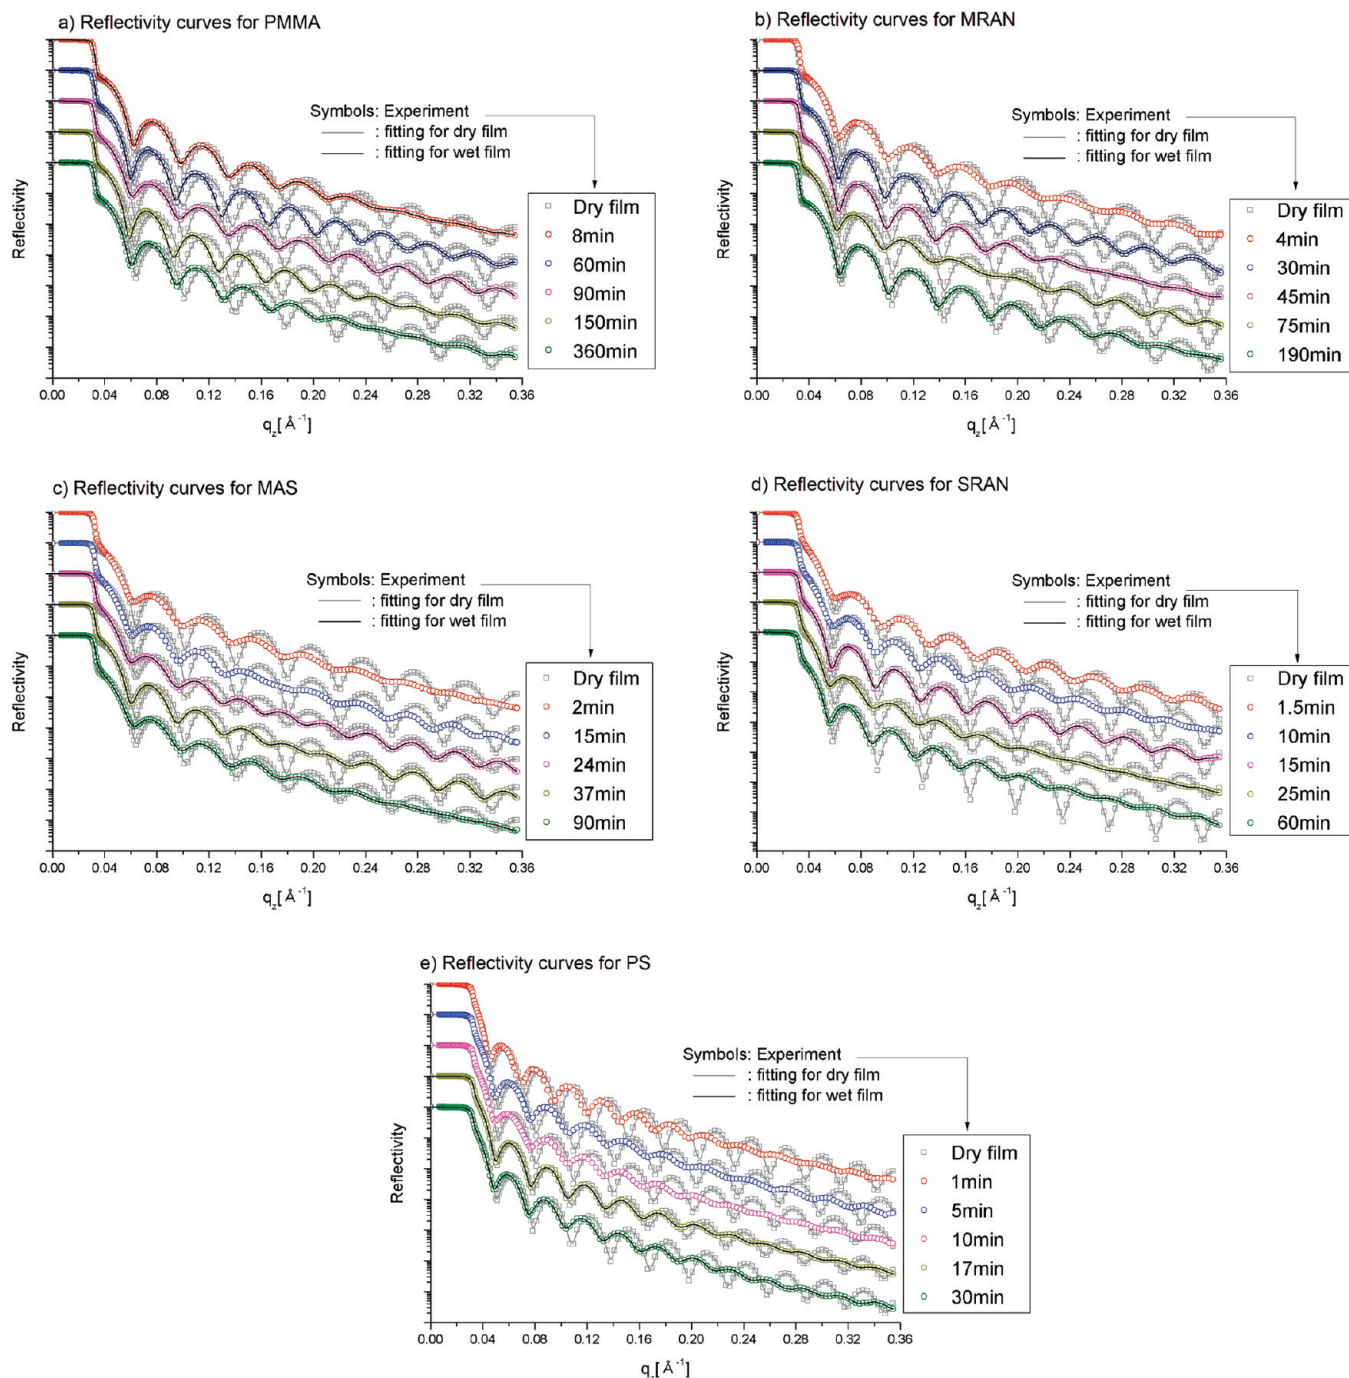 a) Reflectivity curves for PMMA
Symbols: Experiment
: fitting for dry film
: fitting for wet film
Dry film
8min
60min
90min
150min
360min
Reflectivity
0.00 0.04 0.08 0.12 0.16 0.20 0.24 0.28 0.32 0.36
qz[ Å-1]
b) Reflectivity curves for MRAN
Symbols: Experiment
: fitting for dry film
: fitting for wet film
Dry film
4min
30min
45min
75min
190min
Reflectivity
0.00 0.04 0.08 0.12 0.16 0.20 0.24 0.28 0.32 0.36
qz[ Å-1]
c) Reflectivity curves for MAS
Symbols: Experiment
: fitting for dry film
: fitting for wet film
Dry film
2min
15min
24min
37min
90min
Reflectivity
0.00 0.04 0.08 0.12 0.16 0.20 0.24 0.28 0.32 0.36
qz[ Å-1]
d) Reflectivity curves for SRAN
Symbols: Experiment
: fitting for dry film
: fitting for wet film
Dry film
1.5min
10min
15min
25min
60min
Reflectivity
0.00 0.04 0.08 0.12 0.16 0.20 0.24 0.28 0.32 0.36
qz[ Å-1]
e) Reflectivity curves for PS
Symbols: Experiment
: fitting for dry film
: fitting for wet film
Dry film
1min
5min
10min
17min
30min
Reflectivity
0.00 0.04 0.08 0.12 0.16 0.20 0.24 0.28 0.32 0.36
q [ Å-1]